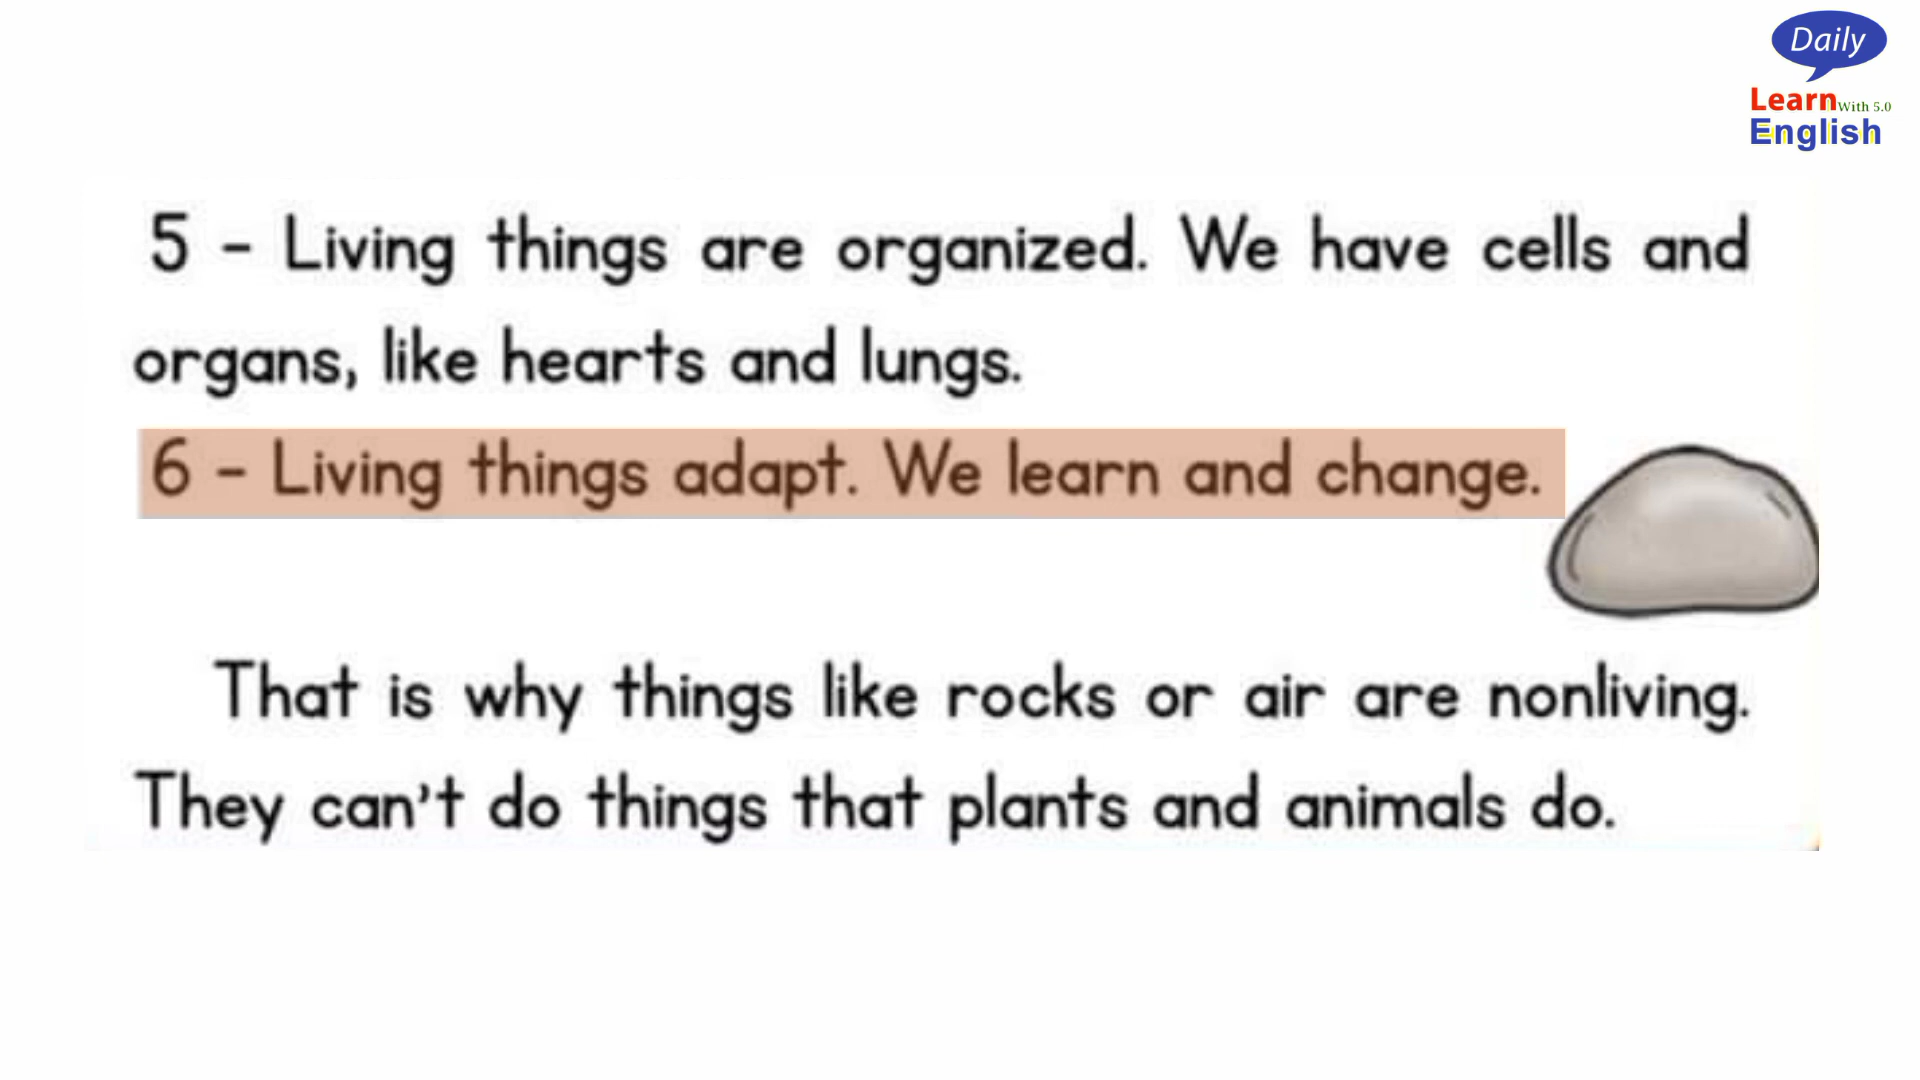 Daily
Learn With 5.0
English
5 - Living things are organized. We have cells and
organs, like hearts and lungs.
6 - Living things adapt. We learn and change.
That is why things like rocks or air are nonliving.
They can't do things that plants and animals do.